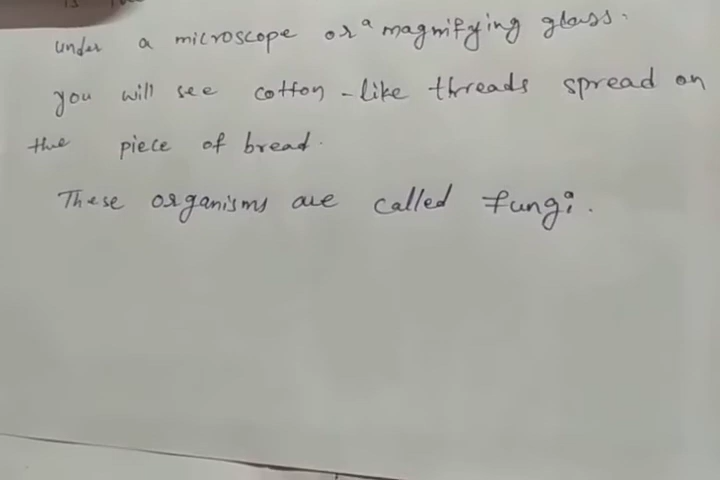 under a microscope or a magnifying glass.
you will see cotton-like threads spread on
the piece of bread.
These organisms are called fungi.